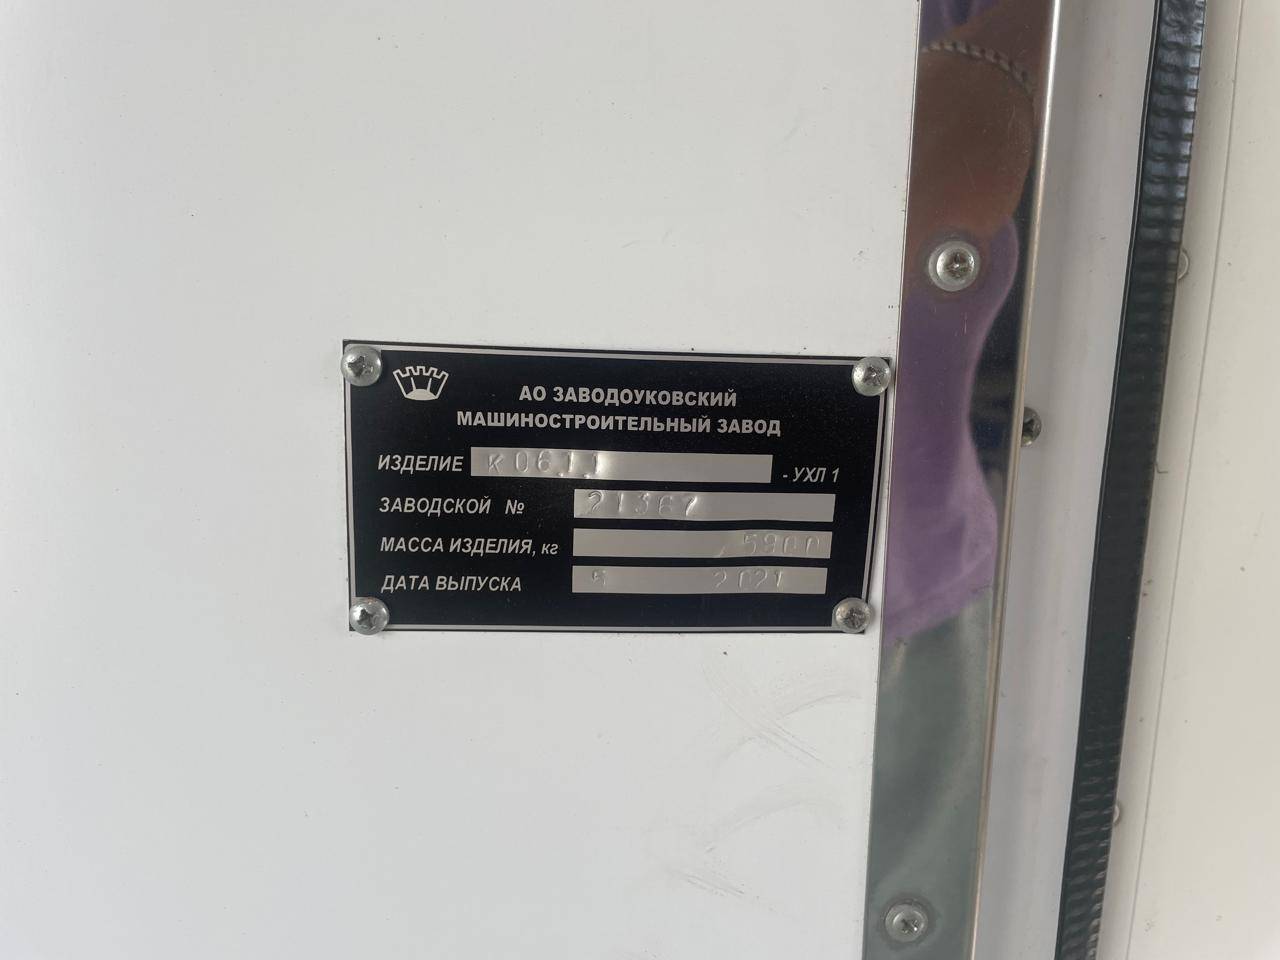 АО ЗАВОДОУКОВСКИЙ
МАШИНОСТРОИТЕЛЬНЫЙ ЗАВОД
ИЗДЕЛИЕ К0611 - УХЛ 1
ЗАВОДСКОЙ № 21367
МАССА ИЗДЕЛИЯ, кг 5900
ДАТА ВЫПУСКА 5 2021